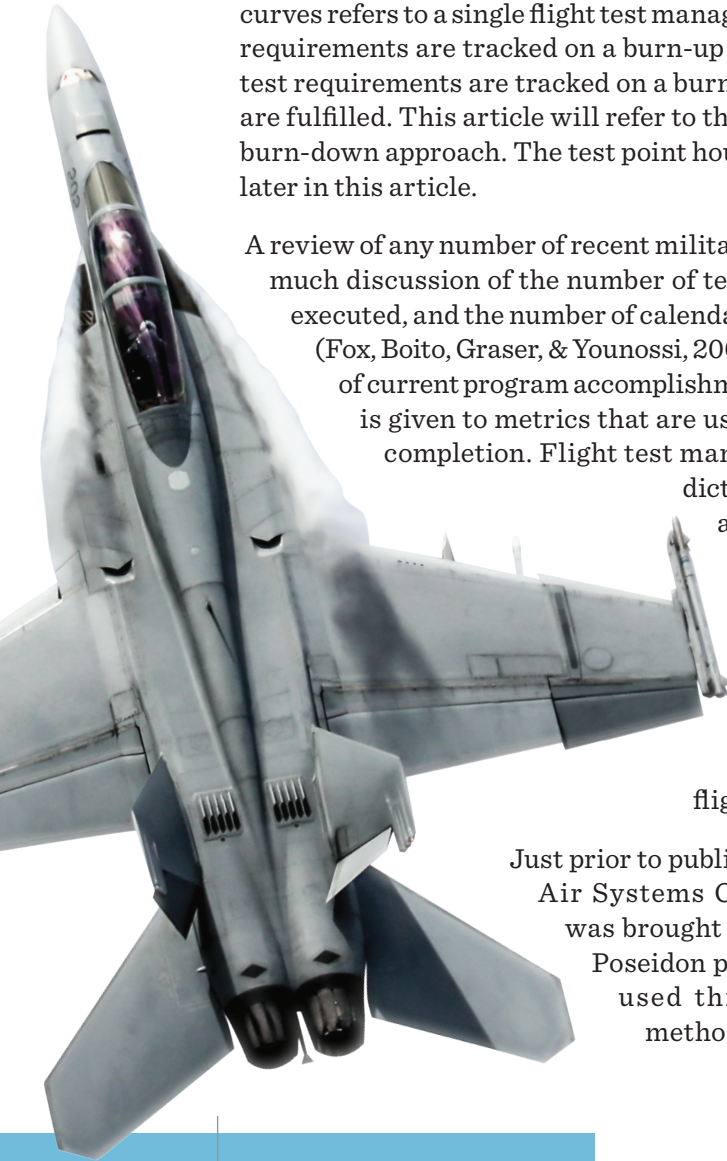 curves refers to a single flight test manag
requirements are tracked on a burn-up
test requirements are tracked on a burn
are fulfilled. This article will refer to th
burn-down approach. The test point hou
later in this article.
A review of any number of recent milita
much discussion of the number of te
executed, and the number of calenda
(Fox, Boito, Graser, & Younossi, 200
of current program accomplishm
is given to metrics that are us
completion. Flight test man
dict
a
flig
Just prior to publi
Air Systems C
was brought
Poseidon p
used thi
metho